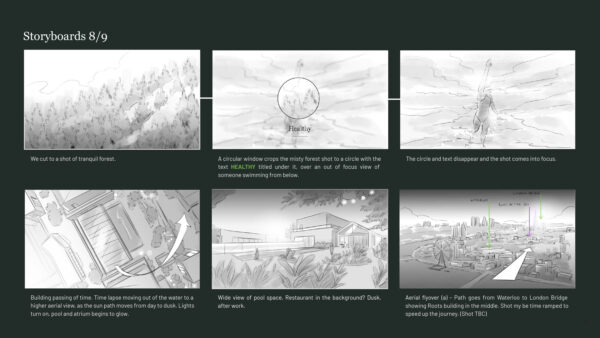 Storyboards 8/9
We cut to a shot of tranquil forest.
Healthy
A circular window crops the misty forest shot to a circle with the
text HEALTHY titled under it, over an out of focus view of
someone swimming from below.
The circle and text disappear and the shot comes into focus.
Building passing of time. Time lapse moving out of the water to a
higher aerial view, as the sun path moves from day to dusk. Lights
turn on, pool and atrium begins to glow.
Wide view of pool space. Restaurant in the background? Dusk,
after work.
Aerial flyover (a) - Path goes from Waterloo to London Bridge
showing Roots building in the middle. Shot my be time ramped to
speed up the journey. (Shot TBC)